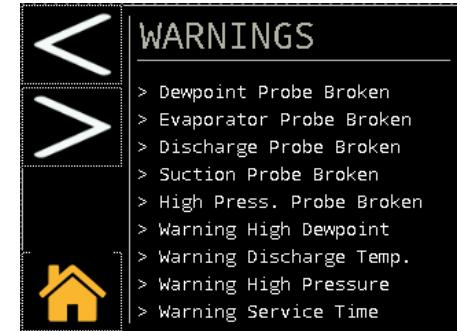 WARNINGS
> Dewpoint Probe Broken
> Evaporator Probe Broken
> Discharge Probe Broken
> Suction Probe Broken
> High Press. Probe Broken
> Warning High Dewpoint
> Warning Discharge Temp.
> Warning High Pressure
> Warning Service Time